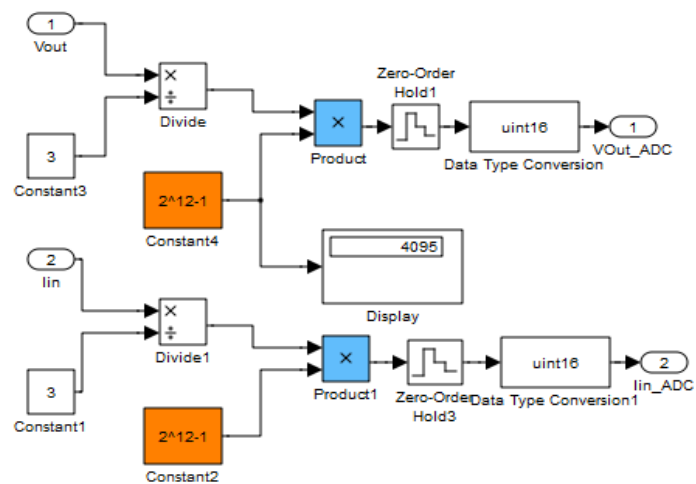 1
Vout
×
÷
Divide
3
Constant3
2^12-1
Constant4
×
Product
Zero-Order
Hold1
uint16
Data Type Conversion
1
VOut_ADC
4095
Display
2
Iin
×
÷
Divide1
3
Constant1
2^12-1
Constant2
×
Product1
Zero-Order
Hold3
uint16
Data Type Conversion1
2
Iin_ADC